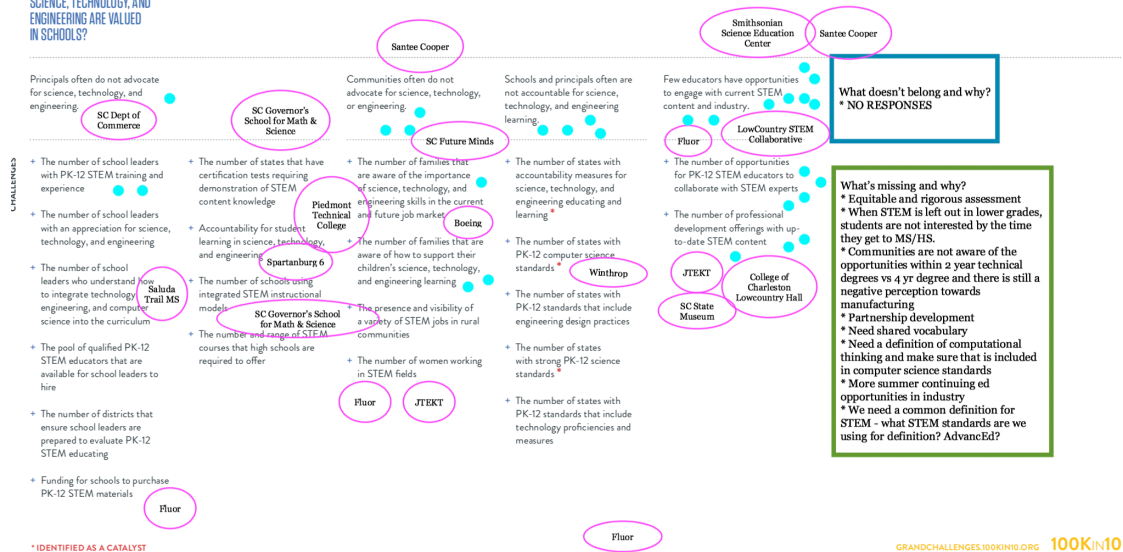 SCIENCE, TECHNOLOGY, AND
ENGINEERING ARE VALUED
IN SCHOOLS?
Santee Cooper
Smithsonian
Science Education
Center
Santee Cooper
Principals often do not advocate
for science, technology, and
engineering.
SC Dept of
Commerce
SC Governor's
School for Math &
Science
Communities often do not
advocate for science, technology,
or engineering.
SC Future Minds
Schools and principals often are
not accountable for science,
technology, and engineering
learning.
Few educators have opportunities
to engage with current STEM
content and industry.
Fluor
LowCountry STEM
Collaborative
What doesn't belong and why?
* NO RESPONSES
CHALLENGES
+ The number of school leaders
with PK-12 STEM training and
experience
+ The number of school leaders
with an appreciation for science,
technology, and engineering
+ The number of school
leaders who understand how
to integrate technology,
engineering, and computer
science into the curriculum
Saluda
Trail MS
+ The pool of qualified PK-12
STEM educators that are
available for school leaders to
hire
+ The number of districts that
ensure school leaders are
prepared to evaluate PK-12
STEM educating
+ Funding for schools to purchase
PK-12 STEM materials
Fluor
+ The number of states that have
certification tests requiring
demonstration of STEM
content knowledge
Piedmont
Technical
College
+ Accountability for student
learning in science, technology,
and engineering
Spartanburg 6
+ The number of schools using
integrated STEM instructional
models
SC Governor's School
for Math & Science
+ The number and range of STEM
courses that high schools are
required to offer
+ The number of families that
are aware of the importance
of science, technology, and
engineering skills in the current
and future job market
Boeing
+ The number of families that are
aware of how to support their
children's science, technology,
and engineering learning
+ The presence and visibility of
a variety of STEM jobs in rural
communities
+ The number of women working
in STEM fields
Fluor
JTEKT
+ The number of states with
accountability measures for
science, technology, and
engineering educating and
learning *
+ The number of states with
PK-12 computer science
standards *
Winthrop
+ The number of states with
PK-12 standards that include
engineering design practices
+ The number of states
with strong PK-12 science
standards *
+ The number of states with
PK-12 standards that include
technology proficiencies and
measures
Fluor
+ The number of opportunities
for PK-12 STEM educators to
collaborate with STEM experts
+ The number of professional
development offerings with up-
to-date STEM content
JTEKT
College of
Charleston
Lowcountry Hall
SC State
Museum
What's missing and why?
* Equitable and rigorous assessment
* When STEM is left out in lower grades,
students are not interested by the time
they get to MS/HS.
* Communities are not aware of the
opportunities within 2 year technical
degrees vs 4 yr degree and there is still a
negative perception towards
manufacturing
* Partnership development
* Need shared vocabulary
* Need a definition of computational
thinking and make sure that is included
in computer science standards
* More summer continuing ed
opportunities in industry
* We need a common definition for
STEM - what STEM standards are we
using for definition? AdvancEd?
* IDENTIFIED AS A CATALYST
GRANDCHALLENGES.100KIN10.ORG 100KIN10